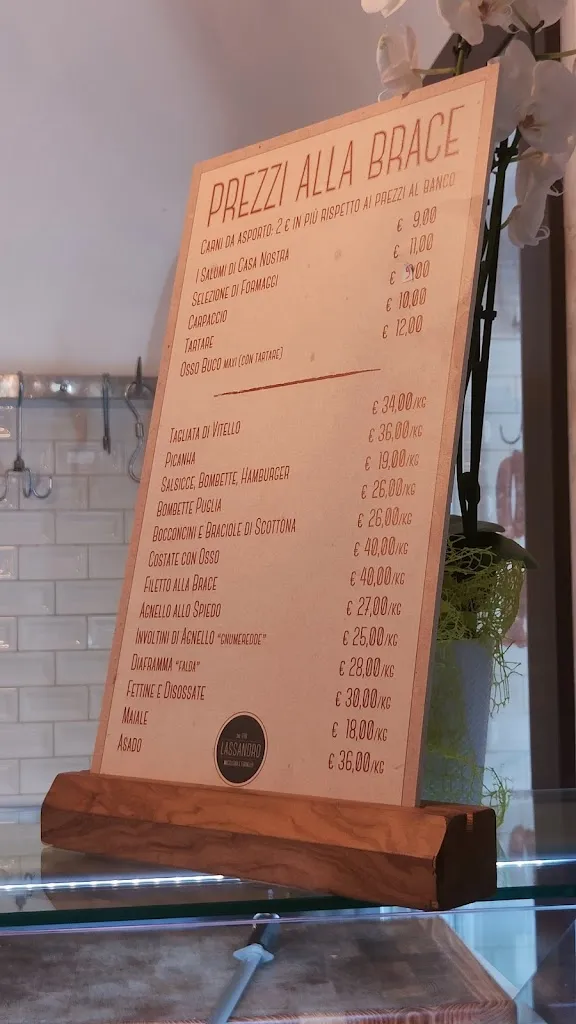 PREZZI ALLA BRACE
CARNI DA ASPORTO: 2 € IN PIÙ RISPETTO AI PREZZI AL BANCO
I SALUMI DI CASA NOSTRA € 9,00
SELEZIONE DI FORMAGGI € 11,00
CARPACCIO € 9,00
TARTARE € 10,00
OSSO BUCO MAXI (CON TARTARE) € 12,00
TAGLIATA DI VITELLO € 34,00/KG
PICANHA € 36,00/KG
SALSICCE, BOMBETTE, HAMBURGER € 19,00/KG
BOMBETTE PUGLIA € 26,00/KG
BOCCONCINI E BRACIOLE DI SCOTTONA € 26,00/KG
COSTATE CON OSSO € 40,00/KG
FILETTO ALLA BRACE € 40,00/KG
AGNELLO ALLO SPIEDO € 27,00/KG
INVOLTINI DI AGNELLO "GNUMEREDDE" € 25,00/KG
DIAFRAMMA "FALDA" € 28,00/KG
FETTINE E DISOSSATE € 30,00/KG
MAIALE € 18,00/KG
ASADO € 36,00/KG
LASSANDRO